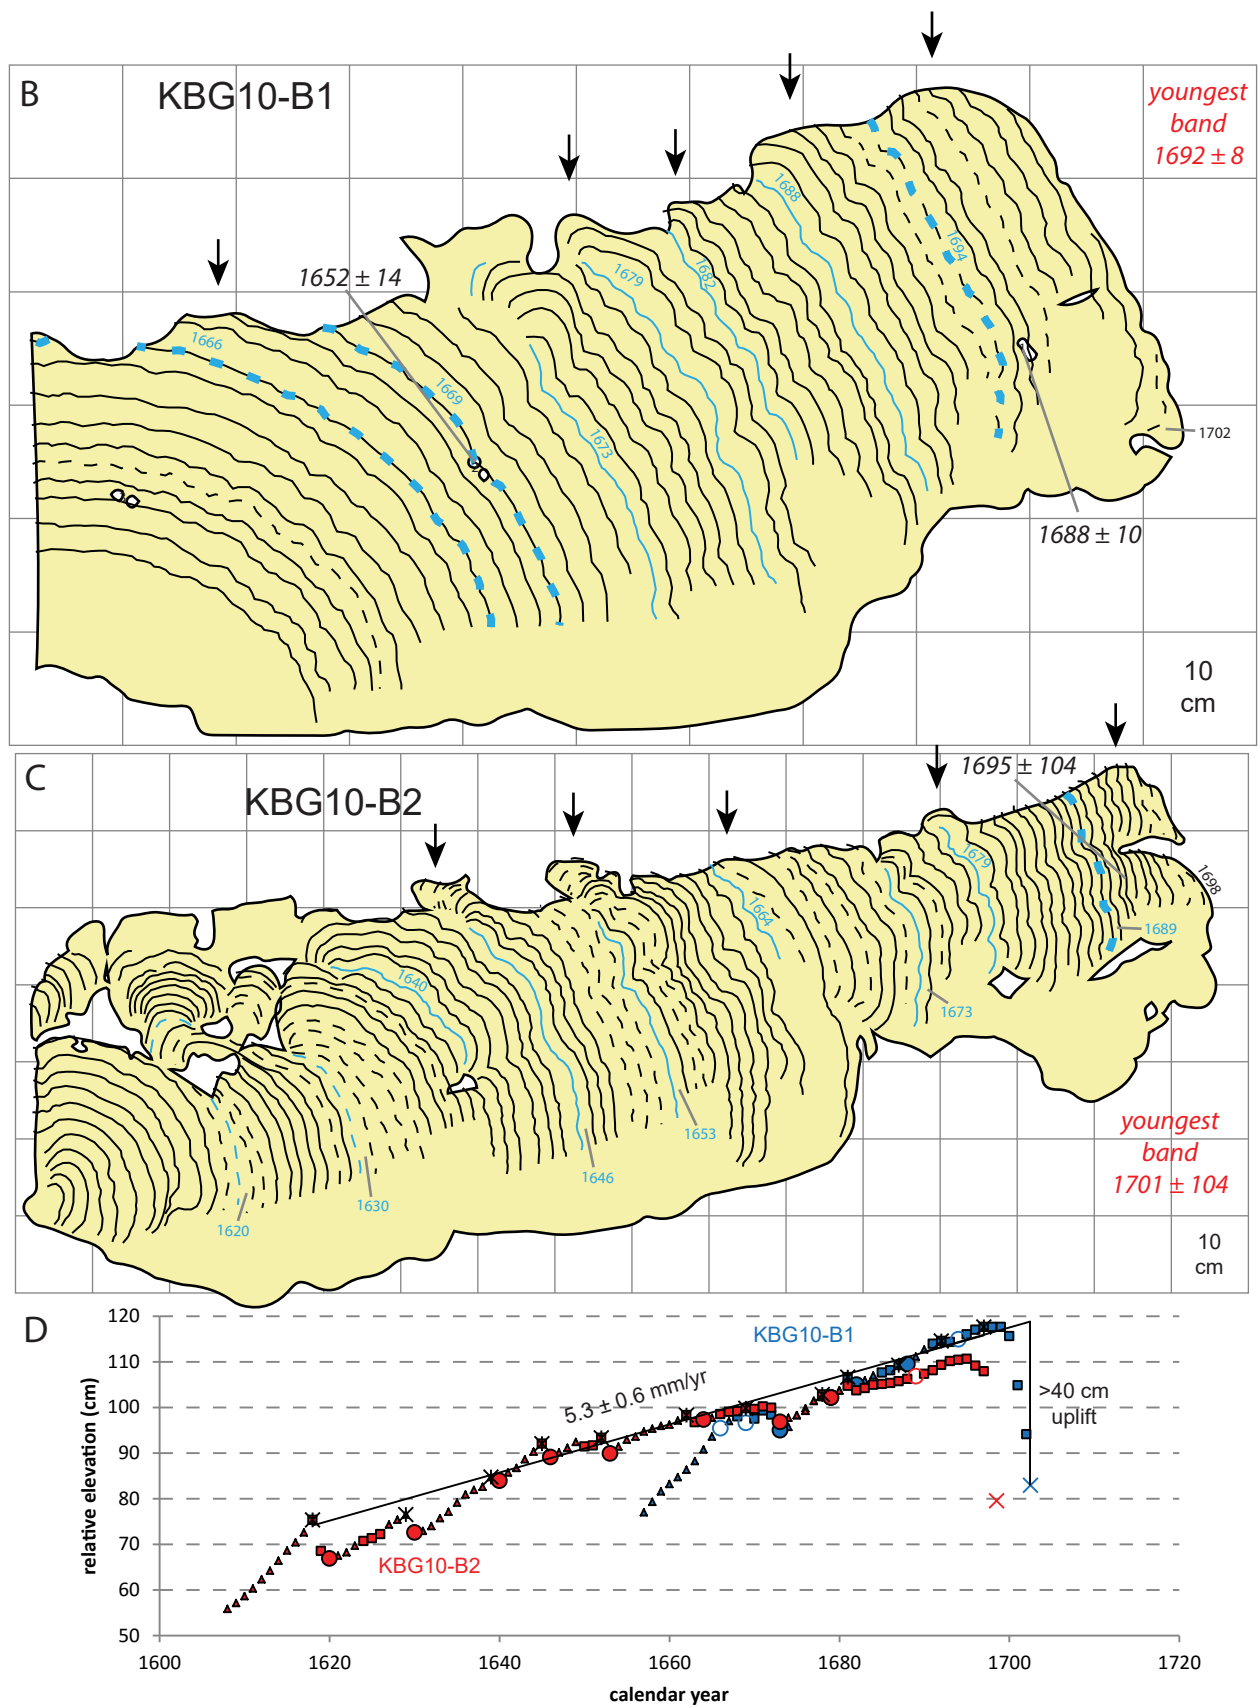 B
KBG10-B1
youngest
band
1692 ± 8
1652 ± 14
1666
1669
1673
1679
1682
1688
1694
1702
1688 ± 10
10
cm
C
KBG10-B2
1695 ± 104
1620
1630
1640
1646
1653
1664
1673
1679
1689
1698
youngest
band
1701 ± 104
10
cm
D
120
110
100
90
80
70
60
50
relative elevation (cm)
KBG10-B1
5.3 ± 0.6 mm/yr
>40 cm
uplift
KBG10-B2
1600
1620
1640
1660
1680
1700
1720
calendar year